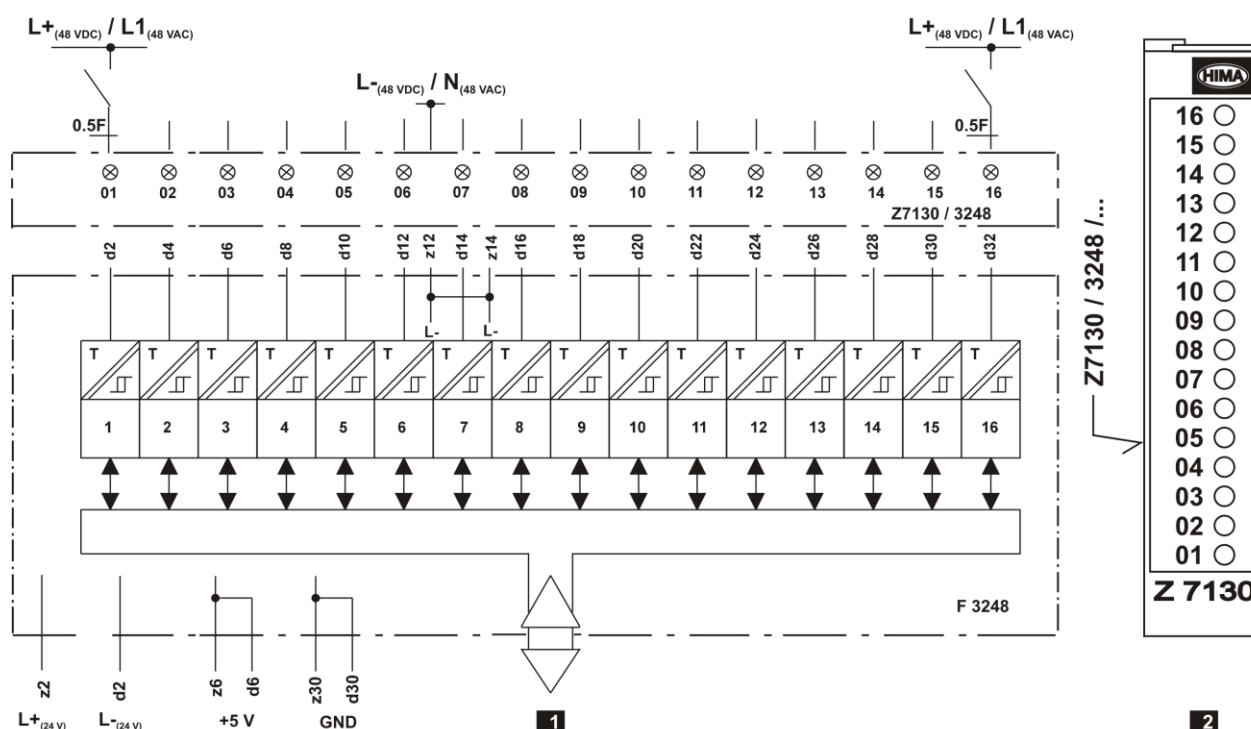 L+(48 VDC) / L1(48 VAC)
L+(48 VDC) / L1(48 VAC)
L-(48 VDC) / N(48 VAC)
0.5F
0.5F
01 02 03 04 05 06 07 08 09 10 11 12 13 14 15 16
Z7130 / 3248
d2 d4 d6 d8 d10 d12 z12 d14 z14 d16 d18 d20 d22 d24 d26 d28 d30 d32
L- L-
T T T T T T T T T T T T T T T T
1 2 3 4 5 6 7 8 9 10 11 12 13 14 15 16
F 3248
z2 d2 z6 d6 z30 d30
L+(24 V) L-(24 V) +5 V GND
1
Z7130 / 3248 /...
HIMA
16
15
14
13
12
11
10
09
08
07
06
05
04
03
02
01
Z 7130
2